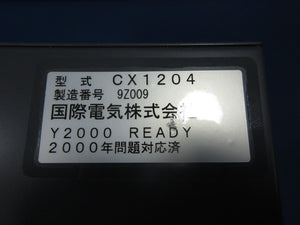 型式 CX1204
製造番号 9Z009
国際電気株式会社
Y2000 READY
2000年問題対応済